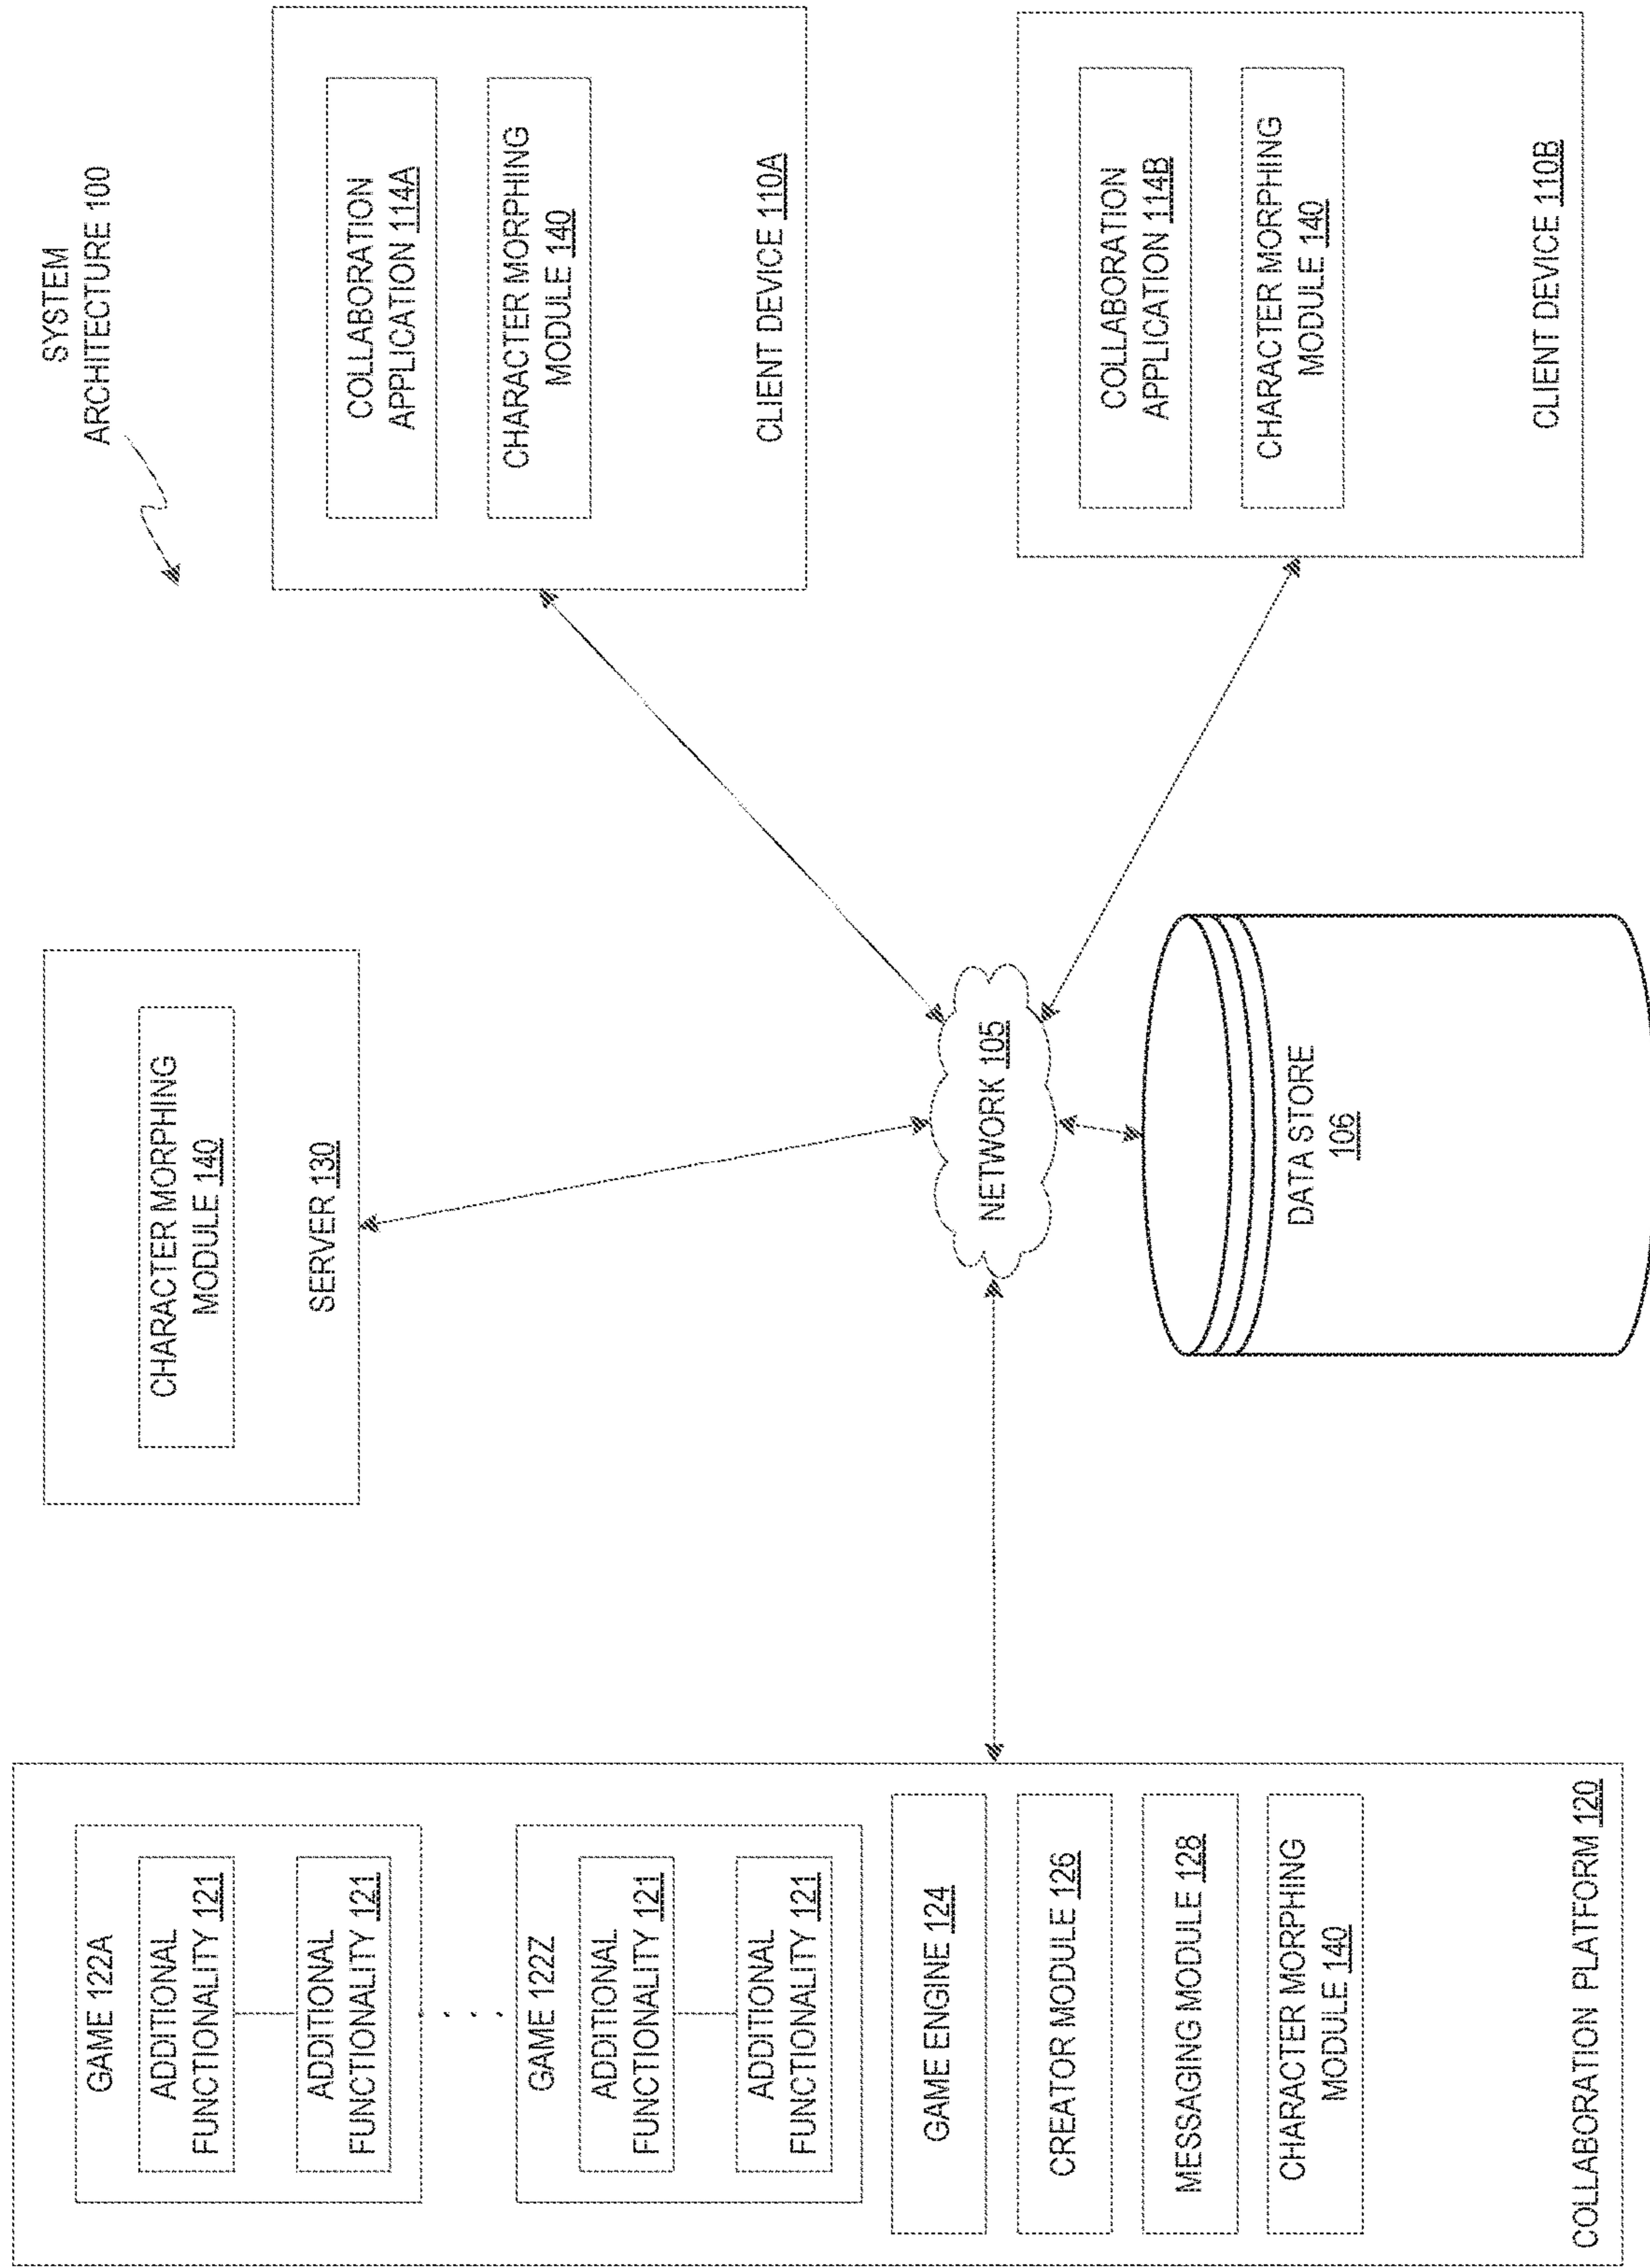 SYSTEM
ARCHITECTURE 100
GAME 122A
ADDITIONAL
FUNCTIONALITY 121
ADDITIONAL
FUNCTIONALITY 121
. . .
GAME 122Z
ADDITIONAL
FUNCTIONALITY 121
ADDITIONAL
FUNCTIONALITY 121
GAME ENGINE 124
CREATOR MODULE 126
MESSAGING MODULE 128
CHARACTER MORPHING
MODULE 140
COLLABORATION PLATFORM 120
CHARACTER MORPHING
MODULE 140
SERVER 130
NETWORK 105
DATA STORE
106
COLLABORATION
APPLICATION 114A
CHARACTER MORPHING
MODULE 140
CLIENT DEVICE 110A
COLLABORATION
APPLICATION 114B
CHARACTER MORPHING
MODULE 140
CLIENT DEVICE 110B